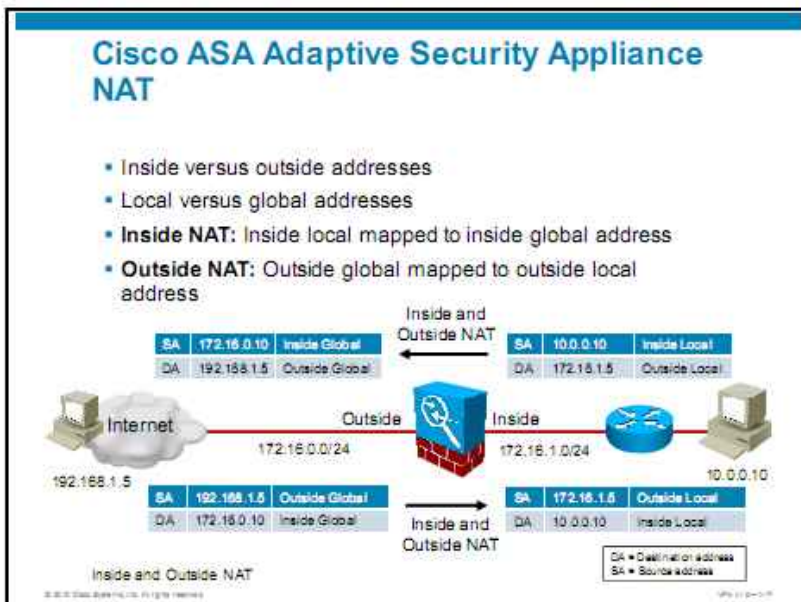 Cisco ASA Adaptive Security Appliance
NAT
Inside versus outside addresses
Local versus global addresses
Inside NAT: Inside local mapped to inside global address
Outside NAT: Outside global mapped to outside local
address
Inside and
Outside NAT
SA 172.16.0.10 Inside Global
DA 192.168.1.5 Outside Global
SA 10.0.0.10 Inside Local
DA 172.16.1.5 Outside Local
Internet
Outside
Inside
172.16.0.0/24
172.16.1.0/24
192.168.1.5
10.0.0.10
SA 192.168.1.5 Outside Global
DA 172.16.0.10 Inside Global
Inside and
Outside NAT
SA 172.16.1.5 Outside Local
DA 10.0.0.10 Inside Local
DA = Destination address
SA = Source address
Inside and Outside NAT
Cisco Systems, Inc. All rights reserved.